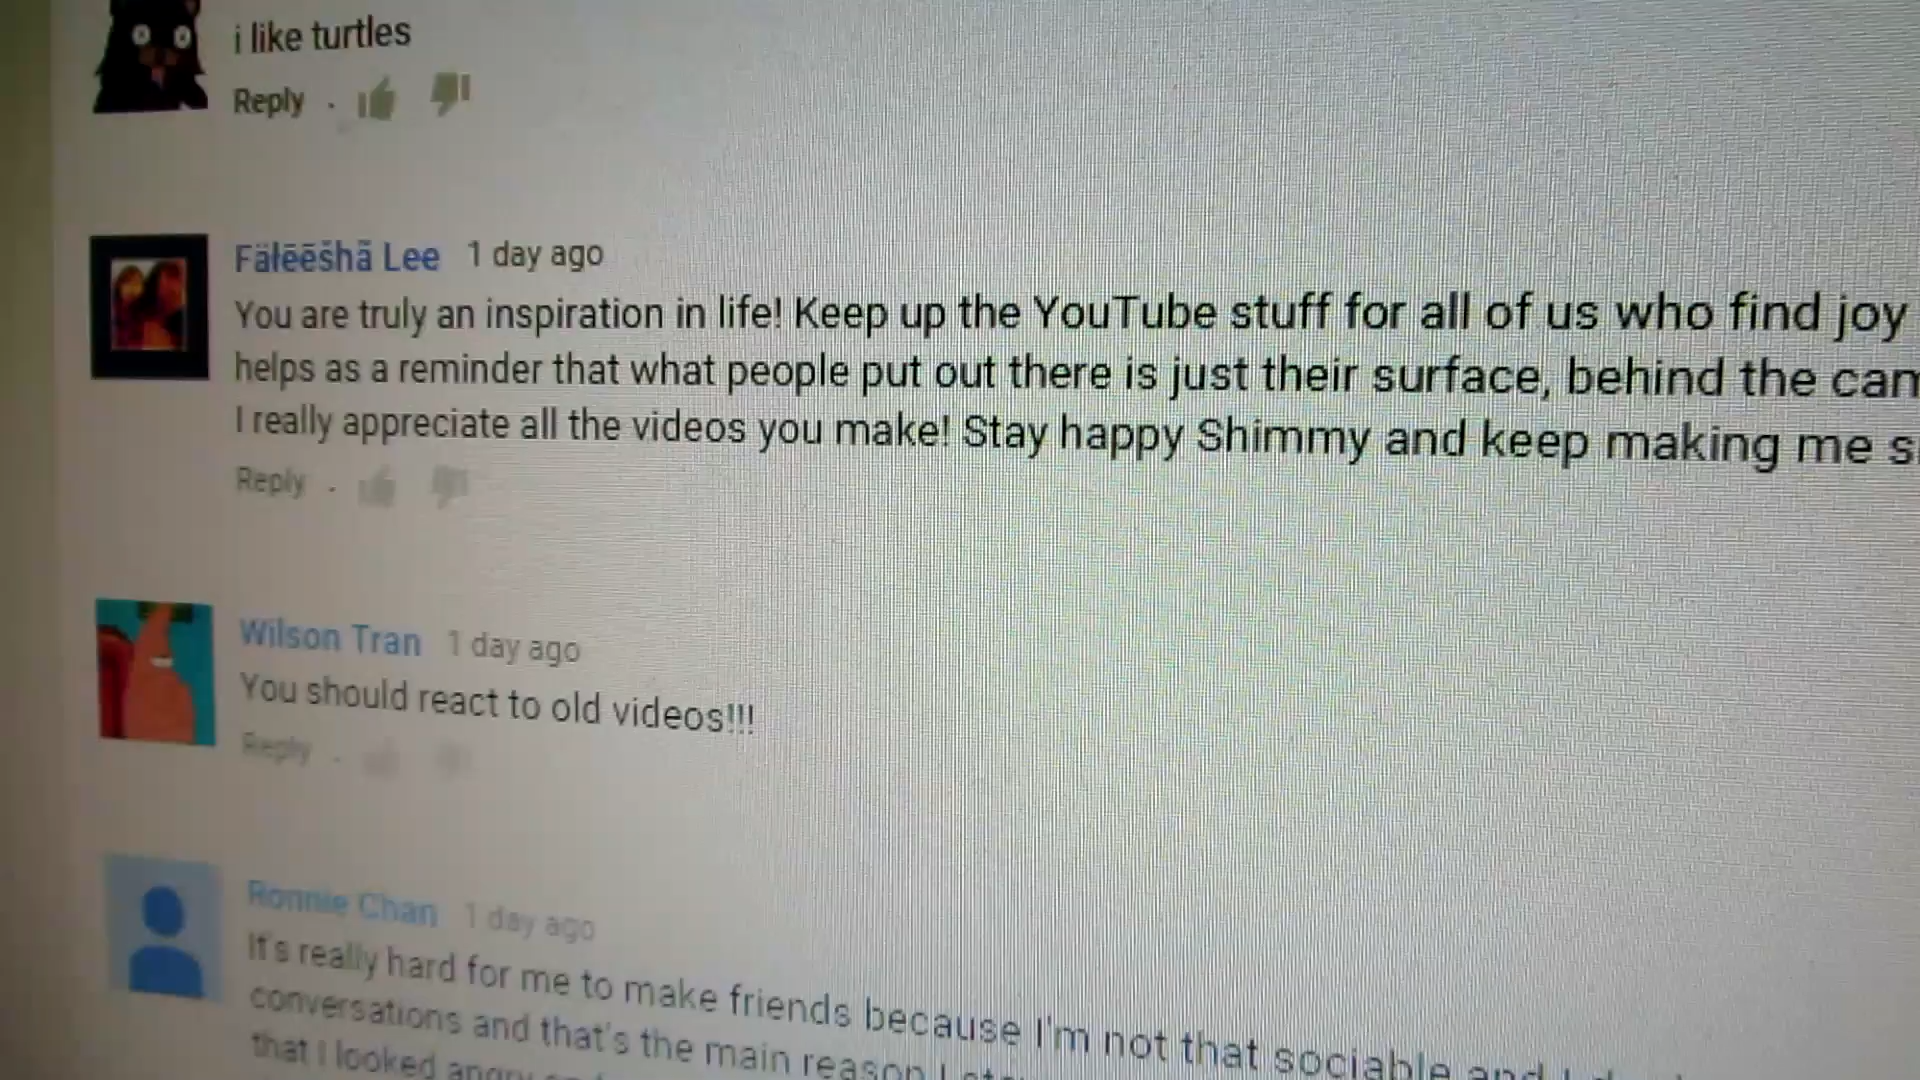 i like turtles
Reply .
Fäłēēšhã Lee 1 day ago
You are truly an inspiration in life! Keep up the YouTube stuff for all of us who find joy
helps as a reminder that what people put out there is just their surface, behind the
I really appreciate all the videos you make! Stay happy Shimmy and keep making me
Reply .
Wilson Tran 1 day ago
You should react to old videos!!!
Reply .
Ronnie Chan 1 day ago
It's really hard for me to make friends because I'm not that sociable and I
conversations and that's the main reason I
that I looked angry